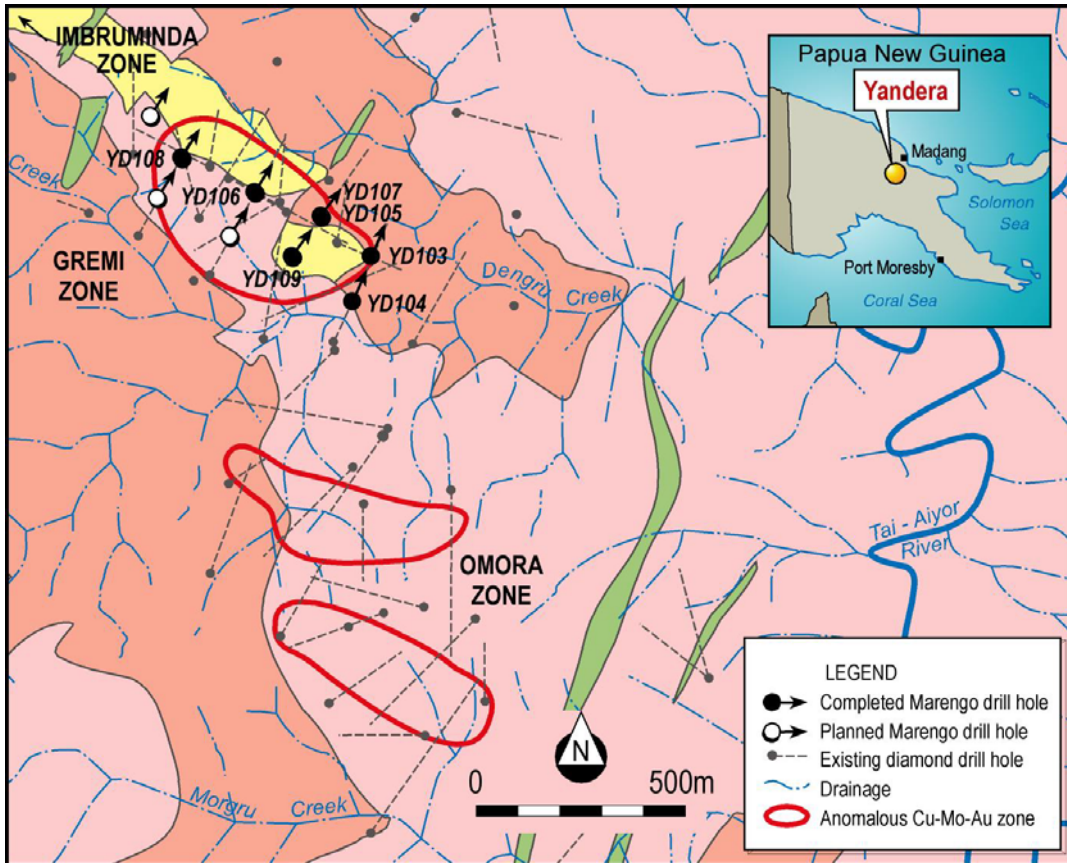 IMBRUMINDA
ZONE
Papua New Guinea
Yandera
Madang
Solomon
Sea
Port Moresby
Coral Sea
Creek
YD108
YD106
YD107
YD105
YD103
YD109
YD104
GREMI
ZONE
Dengru Creek
Tai - Aiyor
River
OMORA
ZONE
Morgru Creek
N
0 500m
LEGEND
Completed Marengo drill hole
Planned Marengo drill hole
Existing diamond drill hole
Drainage
Anomalous Cu-Mo-Au zone